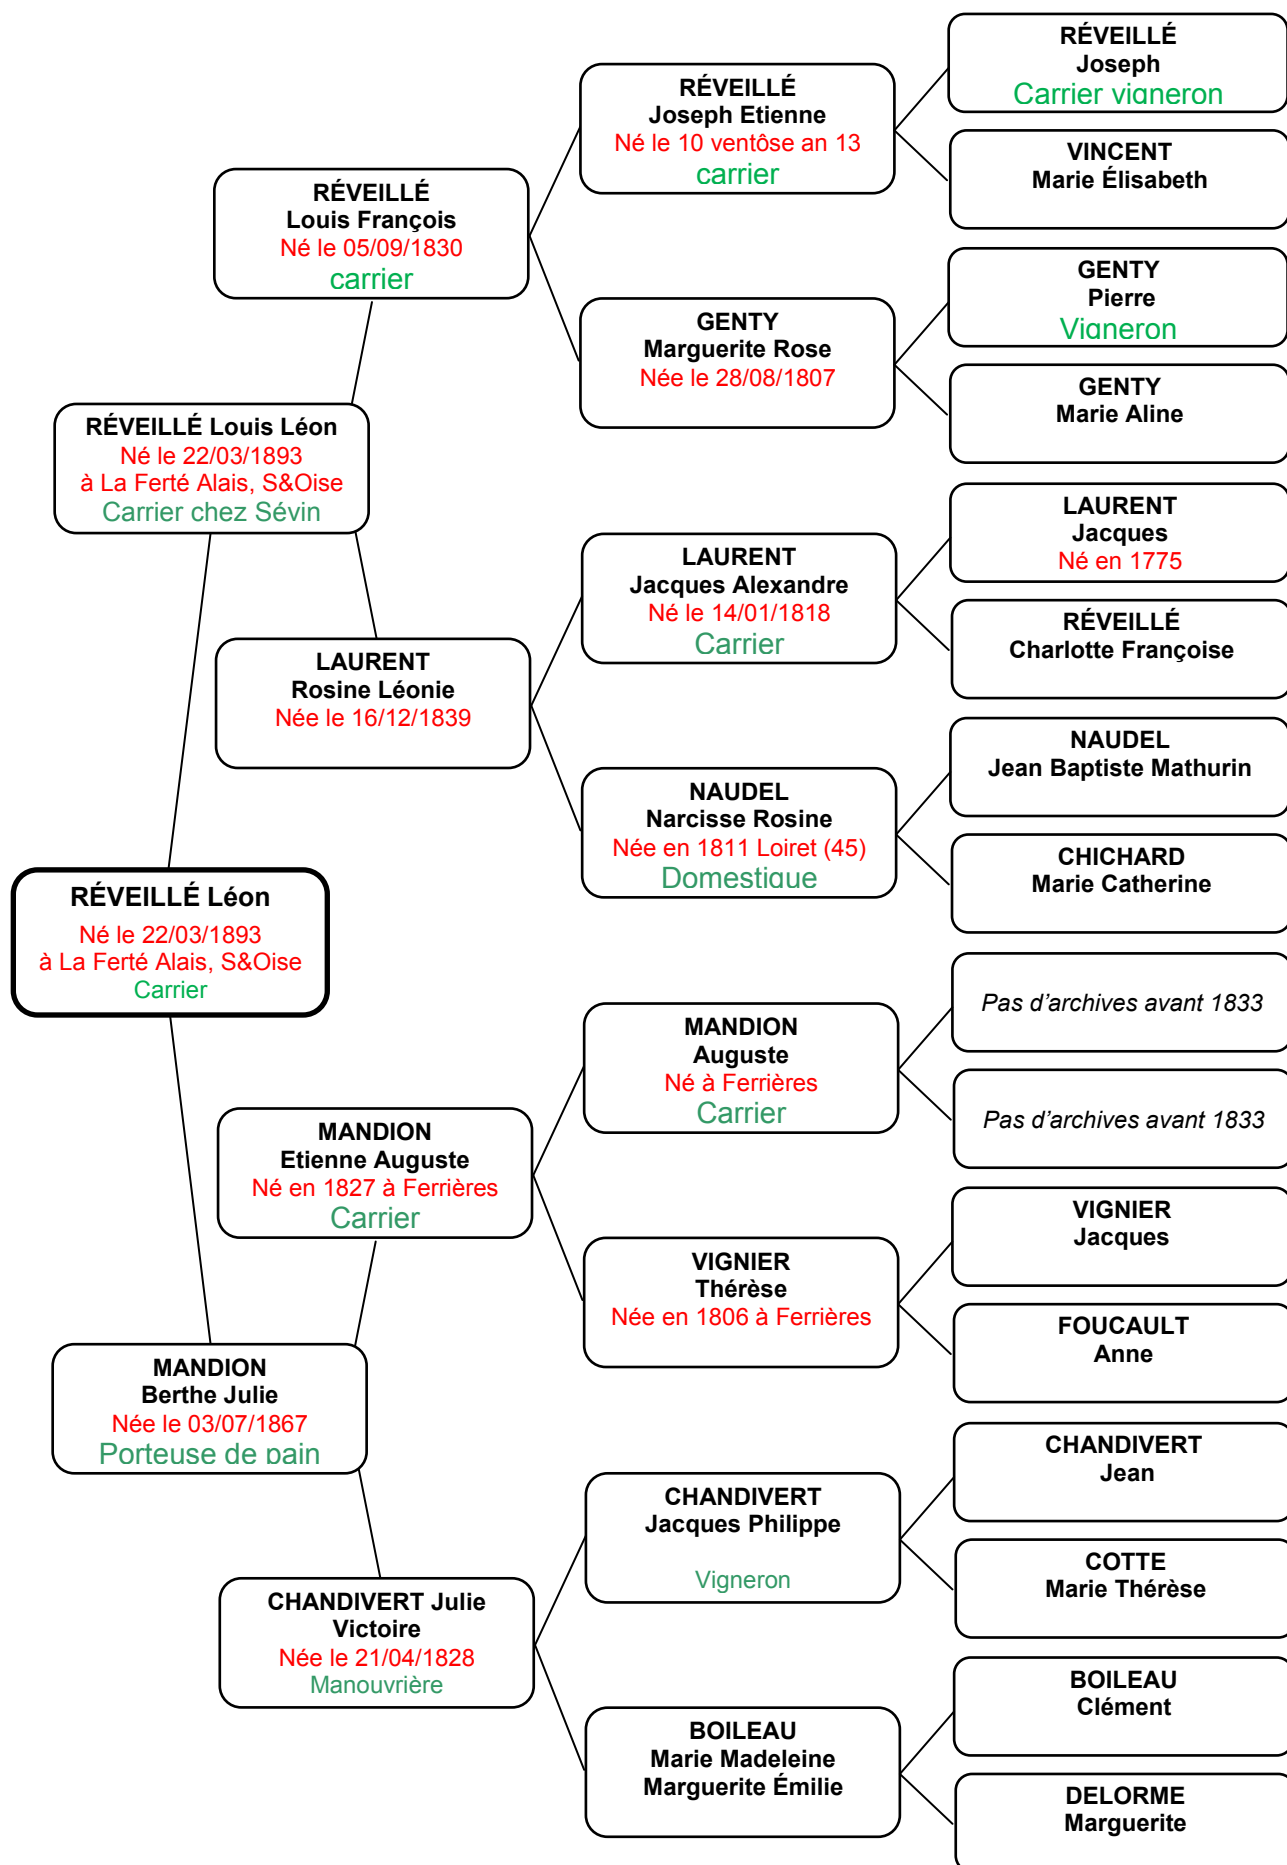 RÉVEILLÉ
Joseph
Carrier vigneron
RÉVEILLÉ
Joseph Etienne
Né le 10 ventôse an 13
carrier
VINCENT
Marie Élisabeth
RÉVEILLÉ
Louis François
Né le 05/09/1830
carrier
GENTY
Pierre
Vigneron
GENTY
Marguerite Rose
Née le 28/08/1807
GENTY
Marie Aline
RÉVEILLÉ Louis Léon
Né le 22/03/1893
à La Ferté Alais, S&Oise
Carrier chez Sévin
LAURENT
Jacques
Né en 1775
LAURENT
Jacques Alexandre
Né le 14/01/1818
Carrier
RÉVEILLÉ
Charlotte Françoise
LAURENT
Rosine Léonie
Née le 16/12/1839
NAUDEL
Jean Baptiste Mathurin
NAUDEL
Narcisse Rosine
Née en 1811 Loiret (45)
Domestique
CHICHARD
Marie Catherine
RÉVEILLÉ Léon
Né le 22/03/1893
à La Ferté Alais, S&Oise
Carrier
Pas d’archives avant 1833
MANDION
Auguste
Né à Ferrières
Carrier
Pas d’archives avant 1833
MANDION
Etienne Auguste
Né en 1827 à Ferrières
Carrier
VIGNIER
Jacques
VIGNIER
Thérèse
Née en 1806 à Ferrières
FOUCAULT
Anne
MANDION
Berthe Julie
Née le 03/07/1867
Porteuse de pain
CHANDIVERT
Jean
CHANDIVERT
Jacques Philippe
Vigneron
COTTE
Marie Thérèse
CHANDIVERT Julie
Victoire
Née le 21/04/1828
Manouvrière
BOILEAU
Clément
BOILEAU
Marie Madeleine
Marguerite Émilie
DELORME
Marguerite